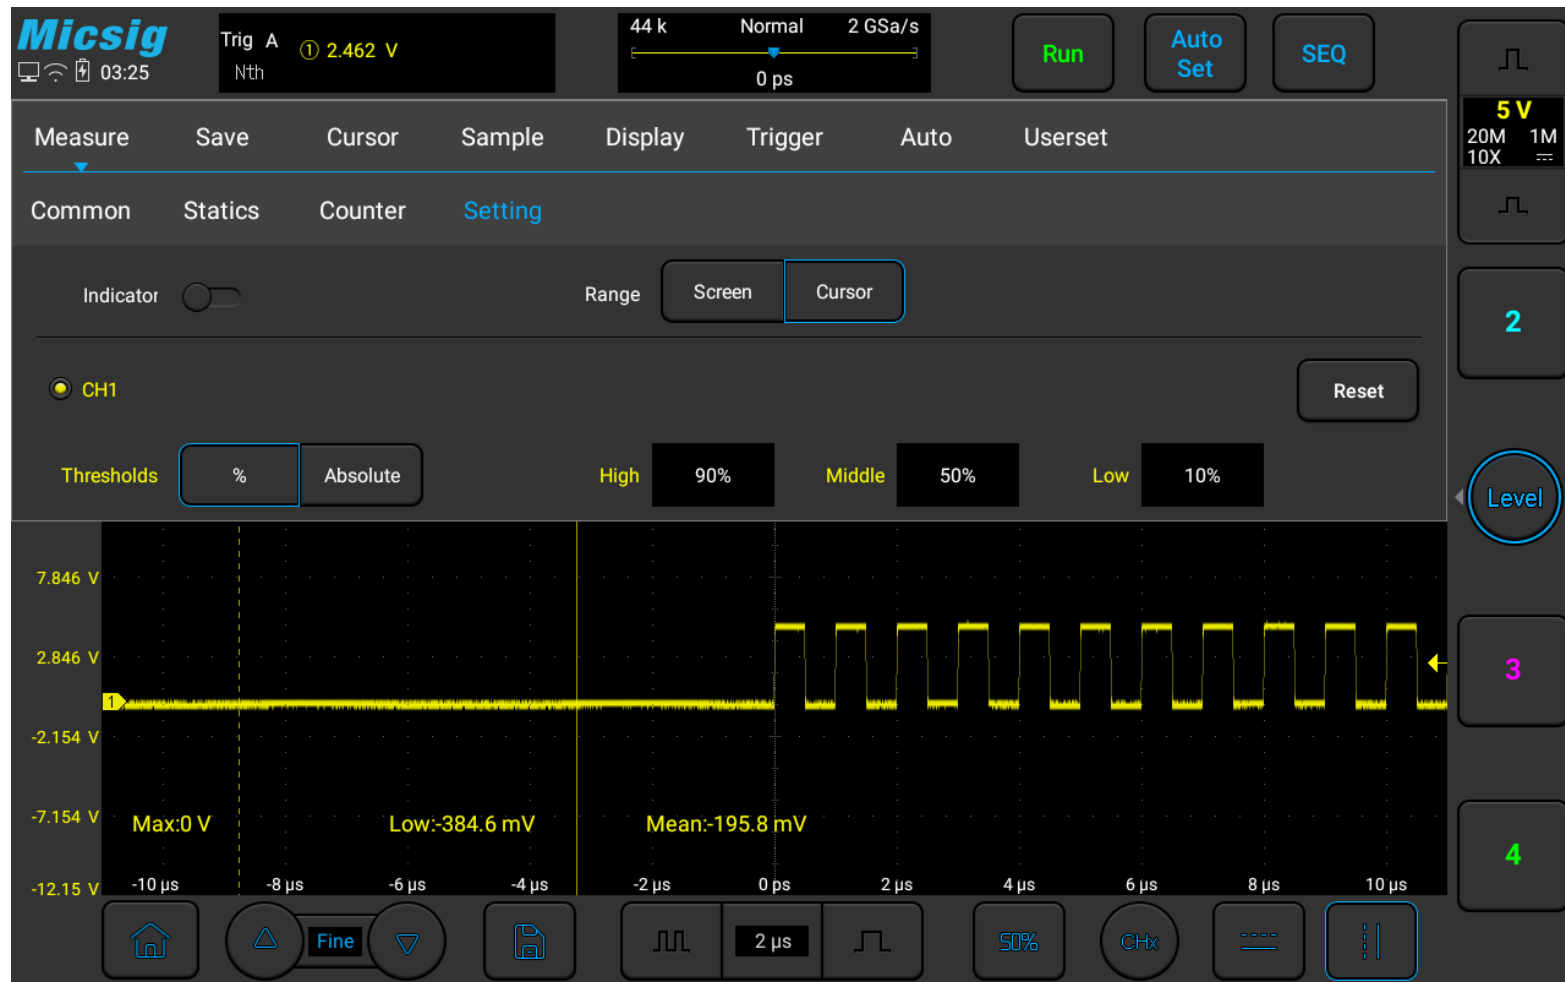 Micsig
03:25
Trig A
Nth
① 2.462 V
44 k Normal 2 GSa/s
0 ps
Run
Auto
Set
SEQ
5 V
20M 1M
10X
Measure Save Cursor Sample Display Trigger Auto Userset
Common Statics Counter Setting
Indicator
Range Screen Cursor
2
CH1
Reset
Thresholds % Absolute High 90% Middle 50% Low 10%
Level
7.846 V
2.846 V
1
-2.154 V
-7.154 V
-12.15 V
3
Max:0 V Low:-384.6 mV Mean:-195.8 mV
4
-10 μs -8 μs -6 μs -4 μs -2 μs 0 ps 2 μs 4 μs 6 μs 8 μs 10 μs
Fine
2 μs
50%
CHx